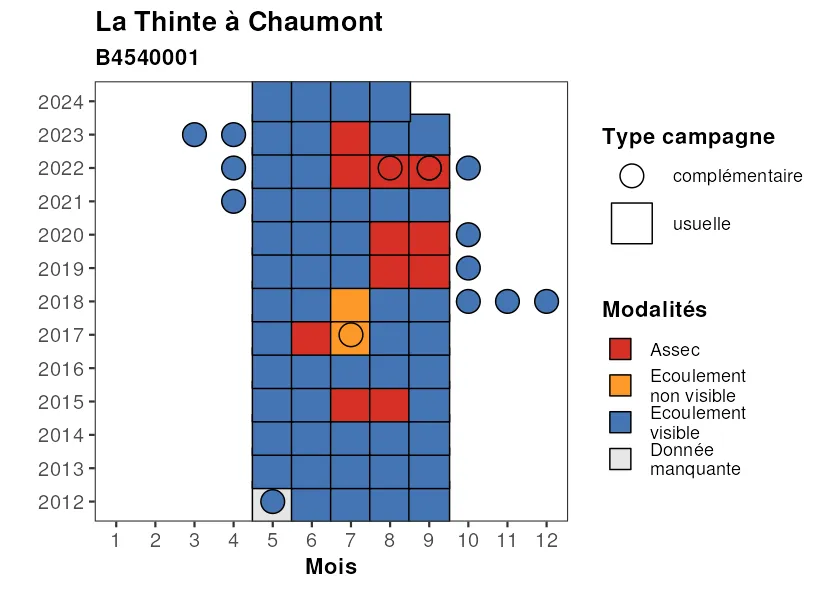 La Thinte à Chaumont
B4540001
2024
2023
2022
2021
2020
2019
2018
2017
2016
2015
2014
2013
2012
1 2 3 4 5 6 7 8 9 10 11 12
Mois
Type campagne
complémentaire
usuelle
Modalités
Assec
Ecoulement
non visible
Ecoulement
visible
Donnée
manquante